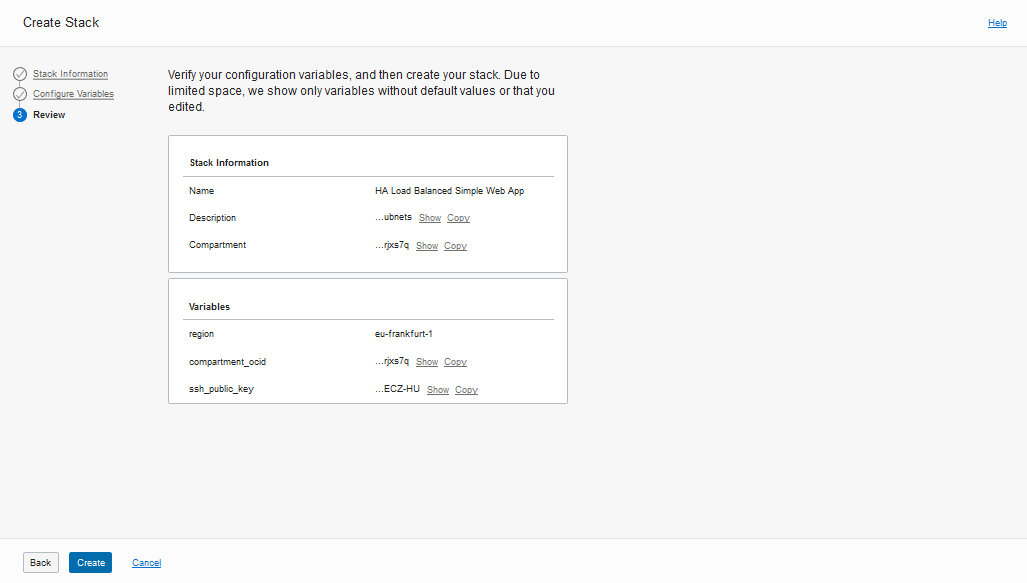 Create Stack
Help
Stack Information
Configure Variables
3 Review
Verify your configuration variables, and then create your stack. Due to
limited space, we show only variables without default values or that you
edited.
Stack Information
Name HA Load Balanced Simple Web App
Description ...ubnets Show Copy
Compartment ...rjxs7q Show Copy
Variables
region eu-frankfurt-1
compartment_ocid ...rjxs7q Show Copy
ssh_public_key ...ECZ-HU Show Copy
Back Create Cancel